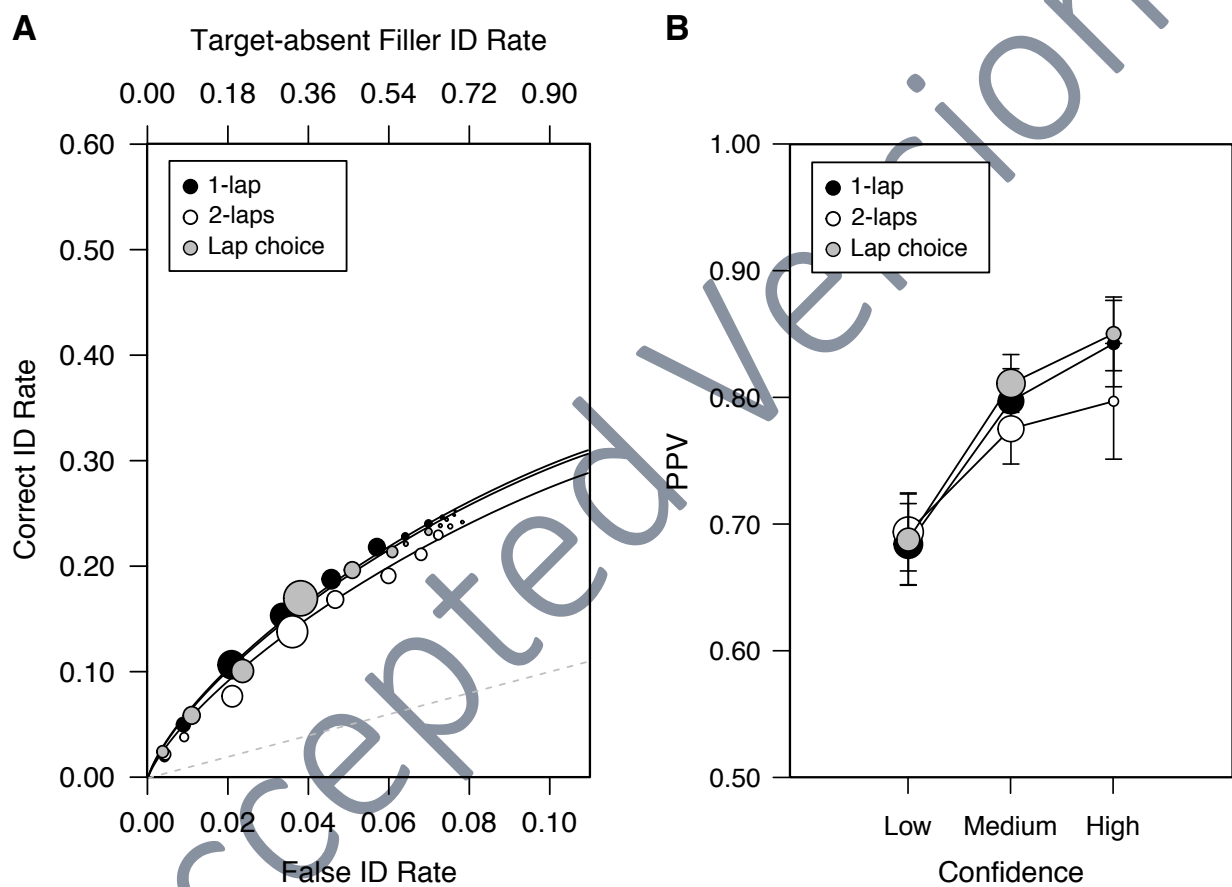 A
Target-absent Filler ID Rate
0.00 0.18 0.36 0.54 0.72 0.90
0.60
0.50
0.40
0.30
0.20
0.10
0.00
Correct ID Rate
1-lap
2-laps
Lap choice
0.00 0.02 0.04 0.06 0.08 0.10
False ID Rate
B
1.00
0.90
0.80
0.70
0.60
0.50
PPV
1-lap
2-laps
Lap choice
Low Medium High
Confidence
ccepted Version